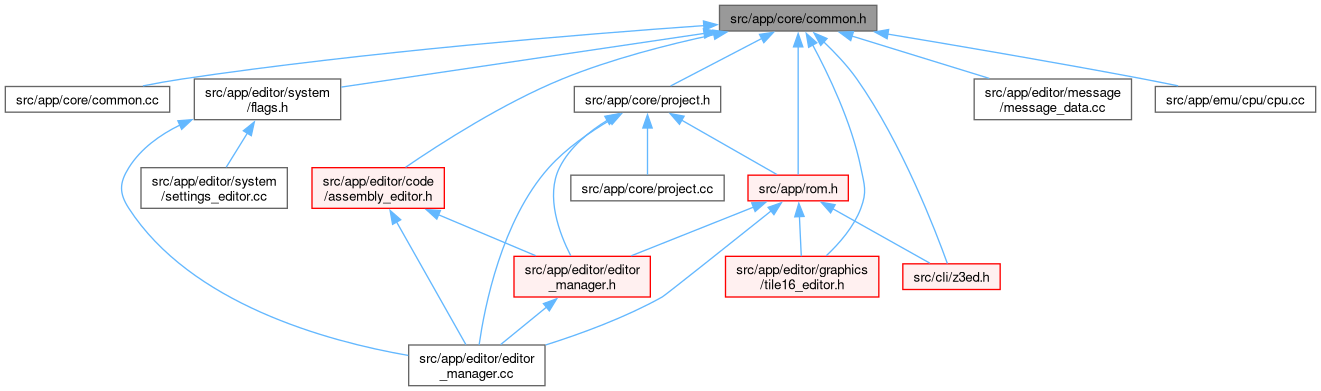 src/app/core/common.h
src/app/core/common.cc
src/app/editor/system
/flags.h
src/app/core/project.h
src/app/editor/message
/message_data.cc
src/app/emu/cpu/cpu.cc
src/app/editor/system
/settings_editor.cc
src/app/editor/code
/assembly_editor.h
src/app/core/project.cc
src/app/rom.h
src/app/editor/editor
_manager.h
src/app/editor/graphics
/tile16_editor.h
src/cli/z3ed.h
src/app/editor/editor
_manager.cc